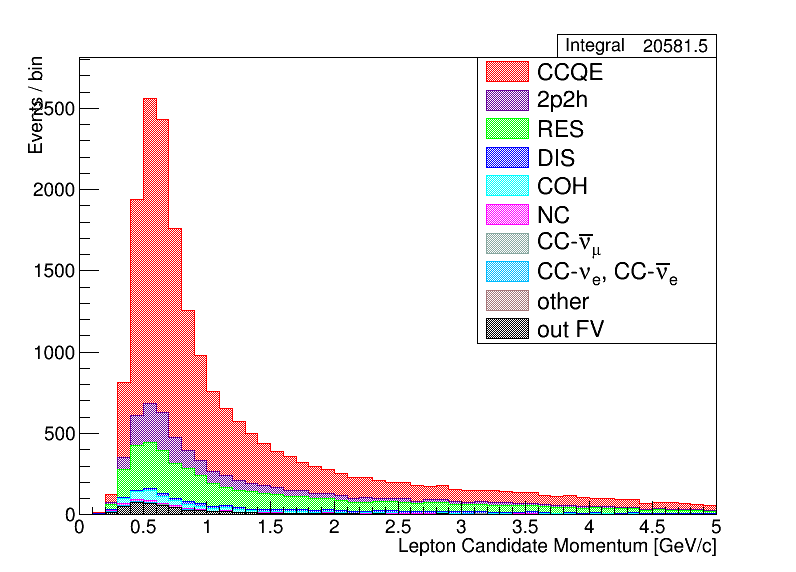 Integral 20581.5
Events / bin
2500
2000
1500
1000
500
0
CCQE
2p2h
RES
DIS
COH
NC
CC-ν̅μ
CC-νe, CC-ν̅e
other
out FV
0 0.5 1 1.5 2 2.5 3 3.5 4 4.5 5
Lepton Candidate Momentum [GeV/c]